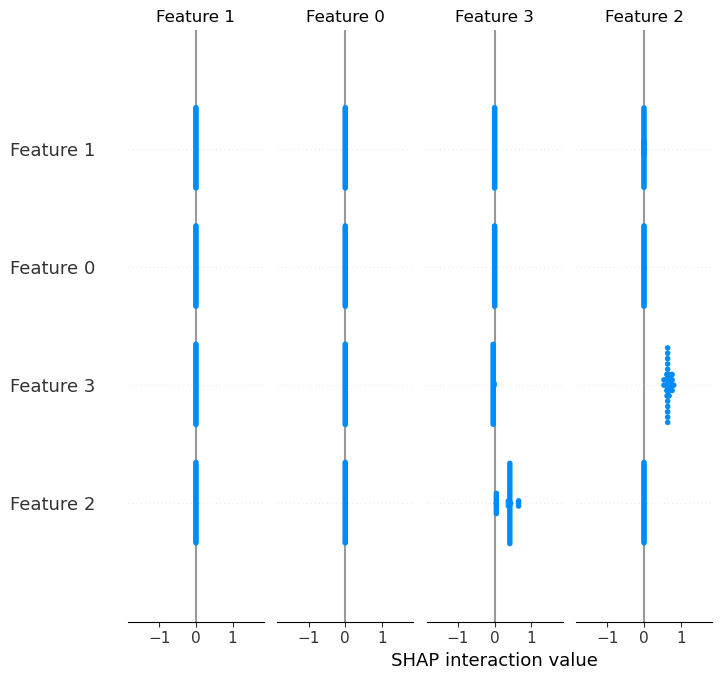 Feature 1 Feature 0 Feature 3 Feature 2
Feature 1
Feature 0
Feature 3
Feature 2
−1 0 1 −1 0 1 −1 0 1 −1 0 1
SHAP interaction value